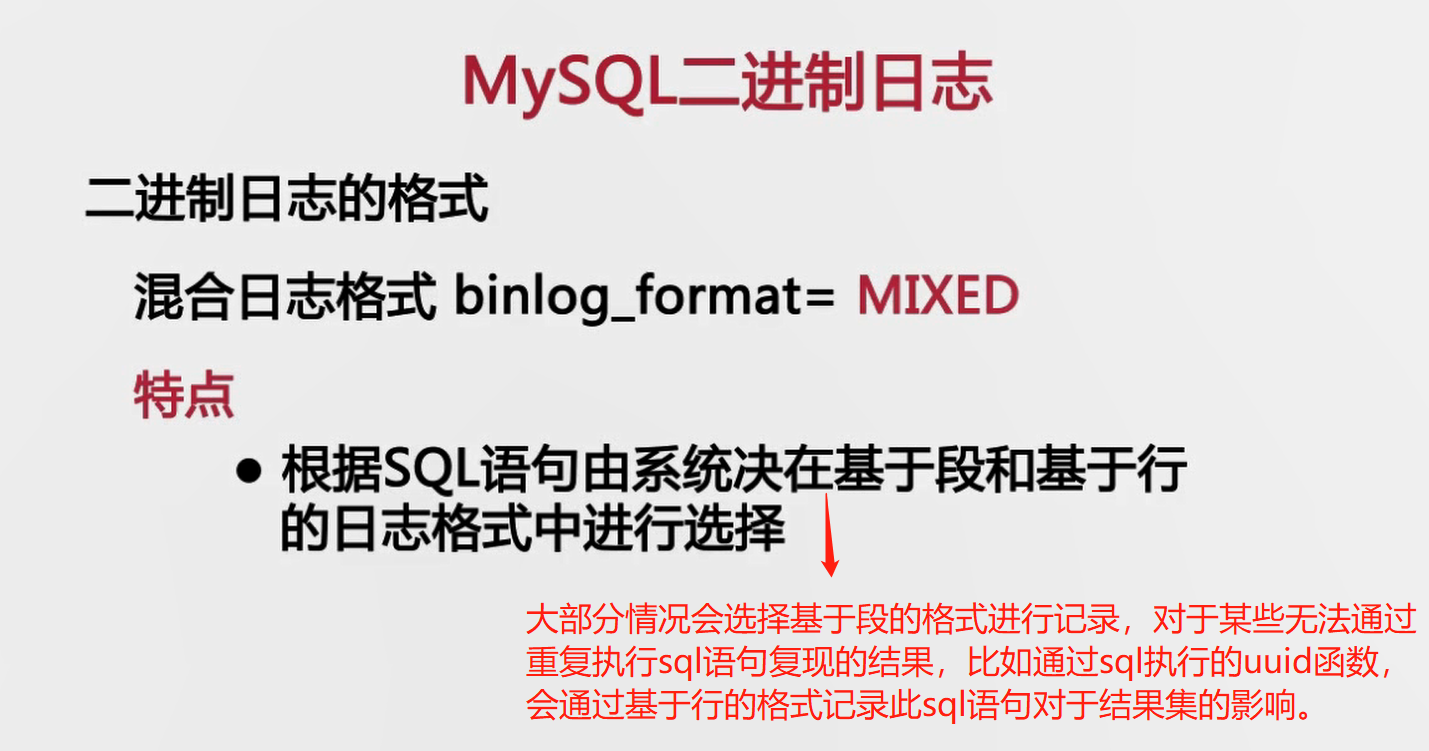 MySQL二进制日志
二进制日志的格式
混合日志格式 binlog_format= MIXED
特点
● 根据SQL语句由系统决在基于段和基于行
的日志格式中进行选择
大部分情况会选择基于段的格式进行记录，对于某些无法通过
重复执行sql语句复现的结果，比如通过sql执行的uuid函数，
会通过基于行的格式记录此sql语句对于结果集的影响。